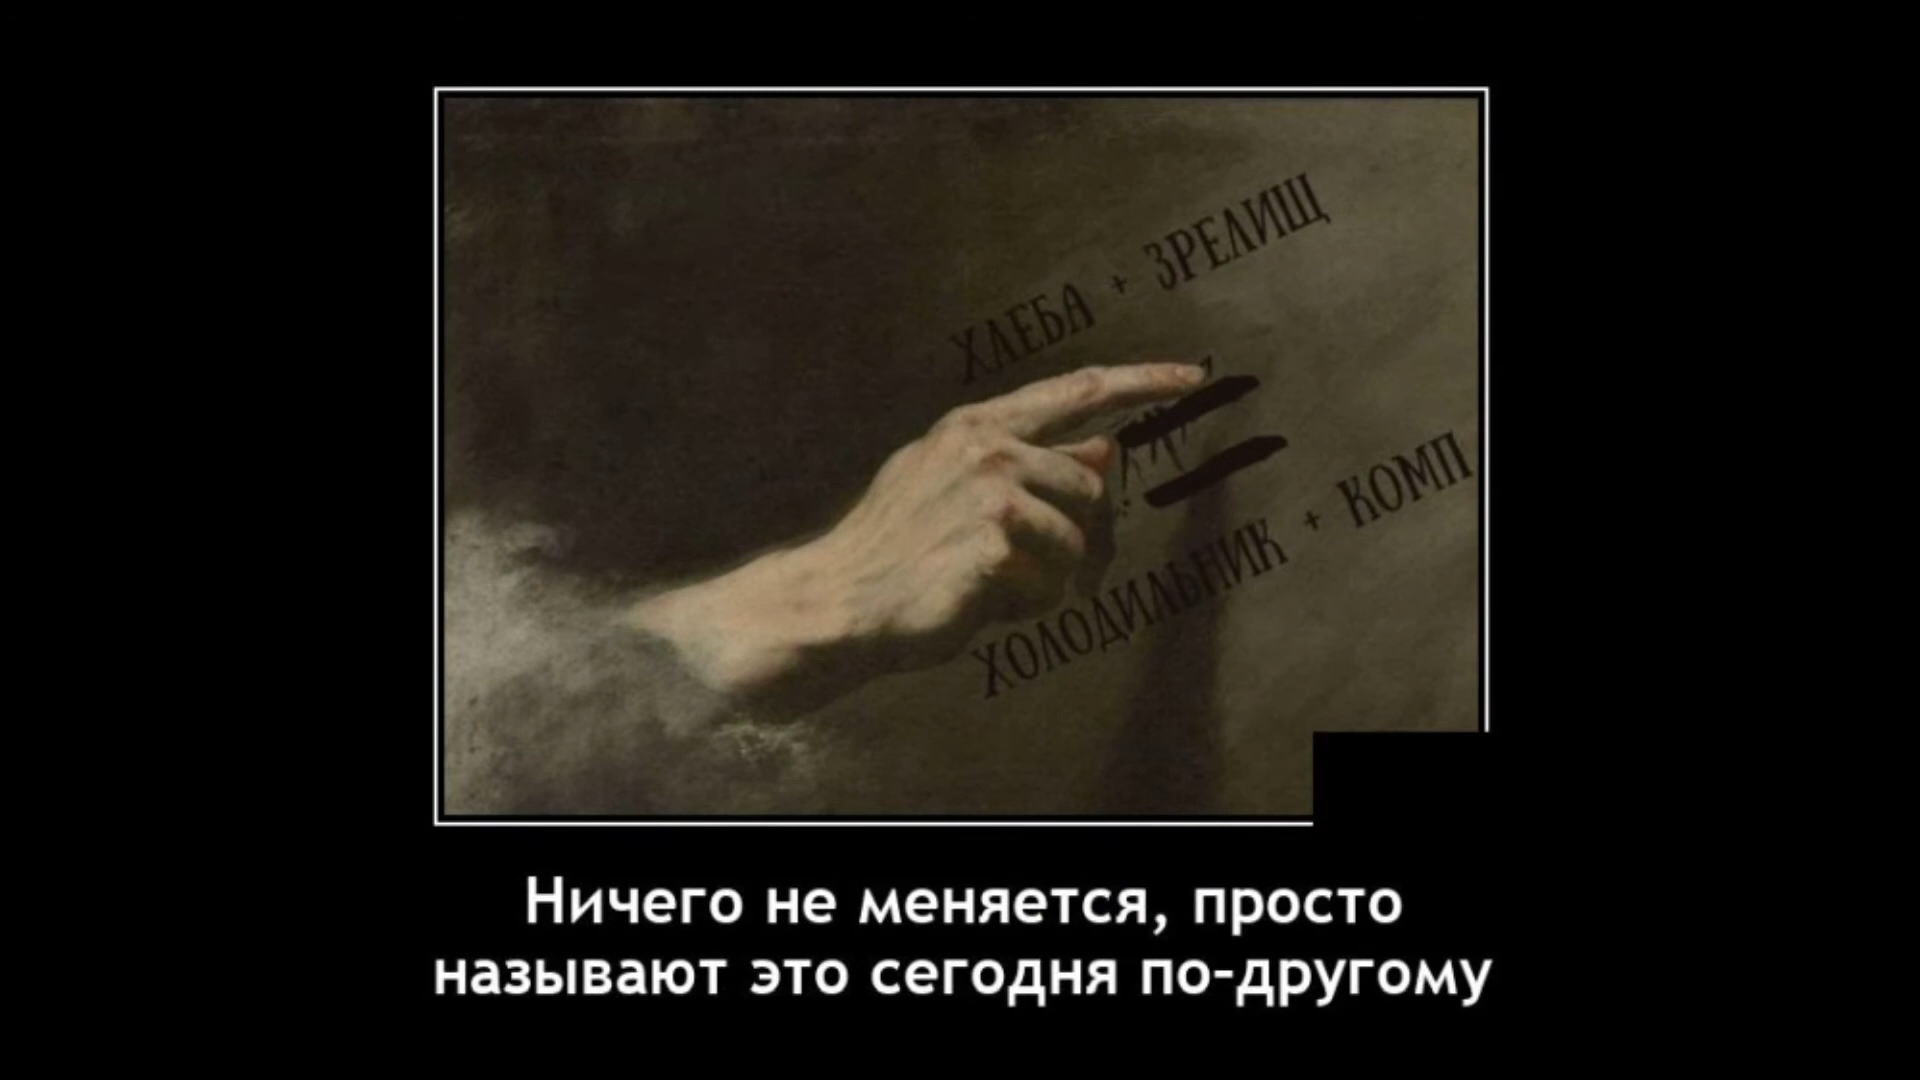 ХЛЕБА + ЗРЕЛИЩ
=
ХОЛОДИЛЬНИК + КОМП
Ничего не меняется, просто
называют это сегодня по-другому